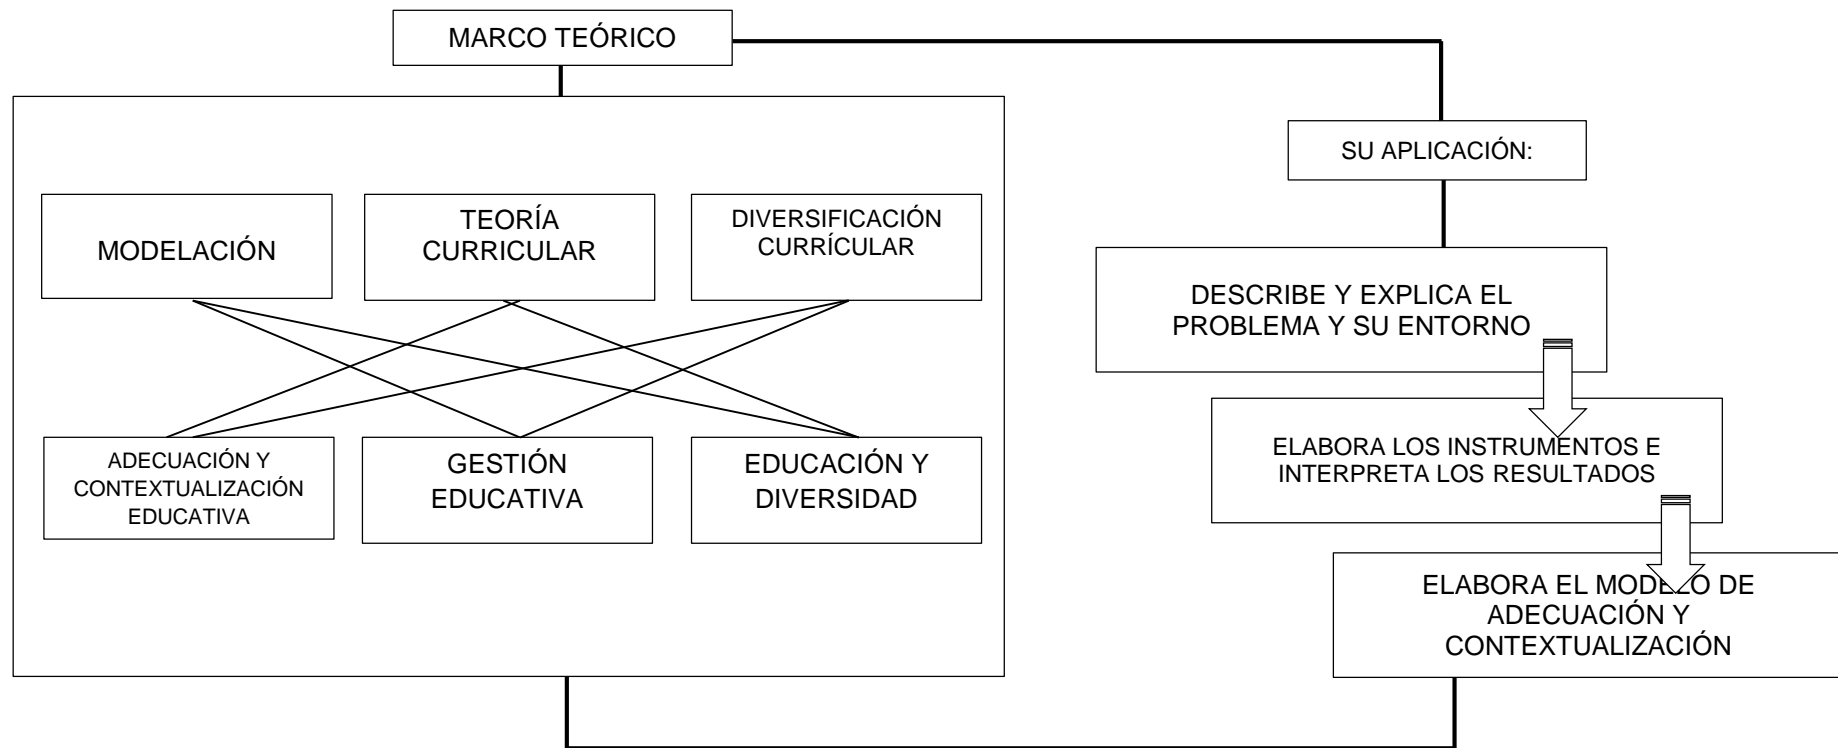 MARCO TEÓRICO
SU APLICACIÓN:
MODELACIÓN
TEORÍA
CURRICULAR
DIVERSIFICACIÓN
CURRÍCULAR
DESCRIBE Y EXPLICA EL
PROBLEMA Y SU ENTORNO
ADECUACIÓN Y
CONTEXTUALIZACIÓN
EDUCATIVA
GESTIÓN
EDUCATIVA
EDUCACIÓN Y
DIVERSIDAD
ELABORA LOS INSTRUMENTOS E
INTERPRETA LOS RESULTADOS
ELABORA EL MODELO DE
ADECUACIÓN Y
CONTEXTUALIZACIÓN